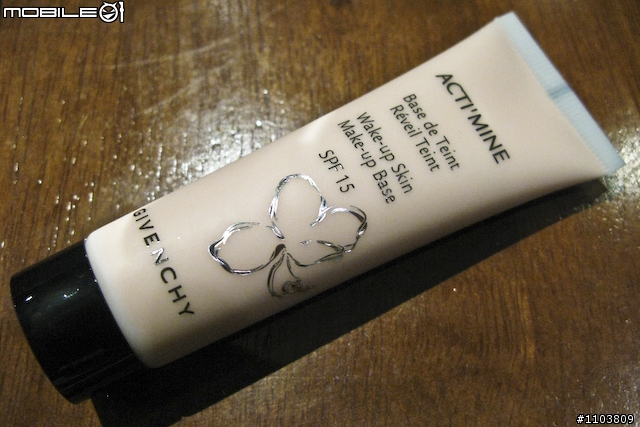 MOBILE01
ACTI'MINE
Base de Teint
Réveil Teint
Wake-up Skin
Make-up Base
SPF 15
GIVENCHY
#1103809